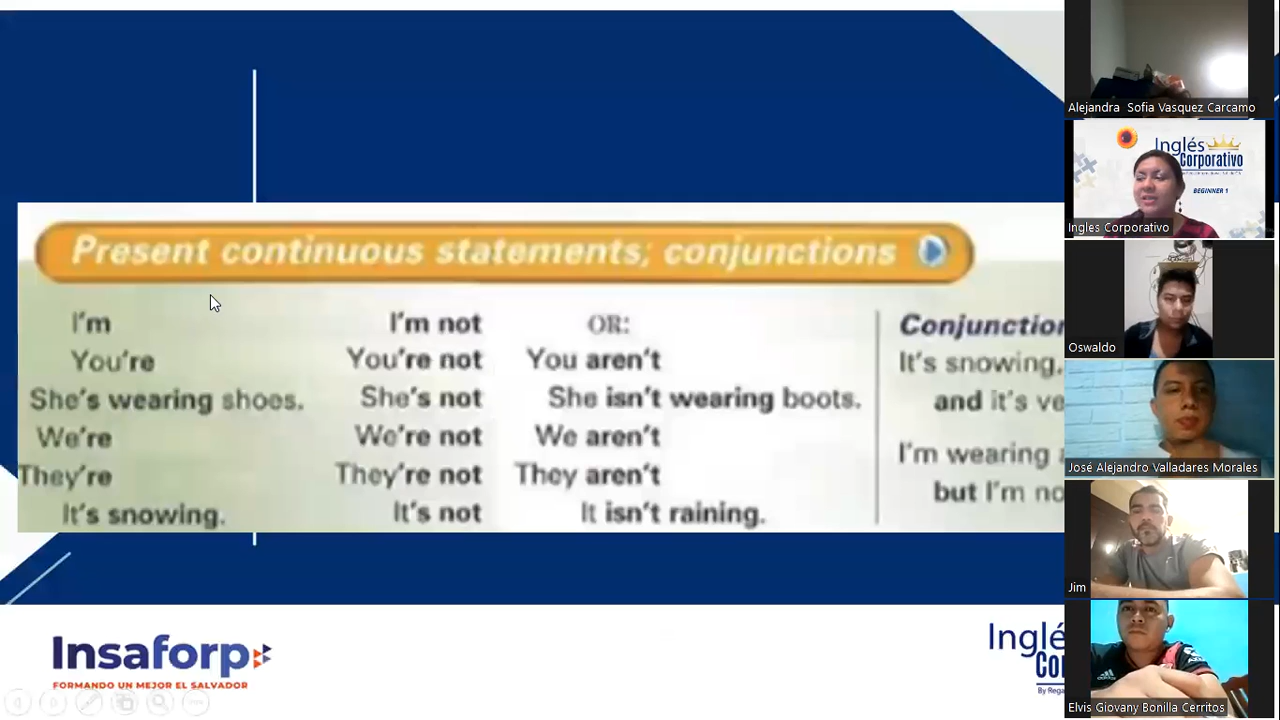 Present continuous statements; conjunctions
I'm I'm not OR:
You're You're not You aren't
She's wearing shoes. She's not She isn't wearing boots.
We're We're not We aren't
They're They're not They aren't
It's snowing. It's not It isn't raining.
Conjunction
It's snowing,
and it's ve
I'm wearing a
but I'm no
Insaforp
FORMANDO UN MEJOR EL SALVADOR
Inglé
Co
By Rega
Alejandra Sofia Vasquez Carcamo
Inglés
Corporativo
BEGINNER 1
Ingles Corporativo
Oswaldo
José Alejandro Valladares Morales
Jim
Elvis Giovany Bonilla Cerritos